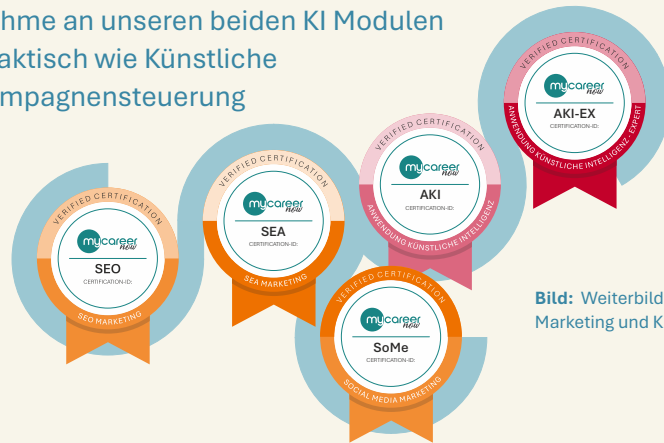 hme an unseren beiden KI Modulen
aktisch wie Künstliche
mpagnensteuerung
VERIFIED CERTIFICATION
mycareer
now
SEO
CERTIFICATION-ID:
SEO MARKETING
VERIFIED CERTIFICATION
mycareer
now
SEA
CERTIFICATION-ID:
SEA MARKETING
VERIFIED CERTIFICATION
mycareer
now
AKI
CERTIFICATION-ID:
ANWENDUNG KÜNSTLICHE INTELLIGENZ
VERIFIED CERTIFICATION
mycareer
now
AKI-EX
CERTIFICATION-ID:
ANWENDUNG KÜNSTLICHE INTELLIGENZ- EXPERT
VERIFIED CERTIFICATION
mycareer
now
SoMe
CERTIFICATION-ID:
SOCIAL MEDIA MARKETING
Bild: Weiterbild
Marketing und K